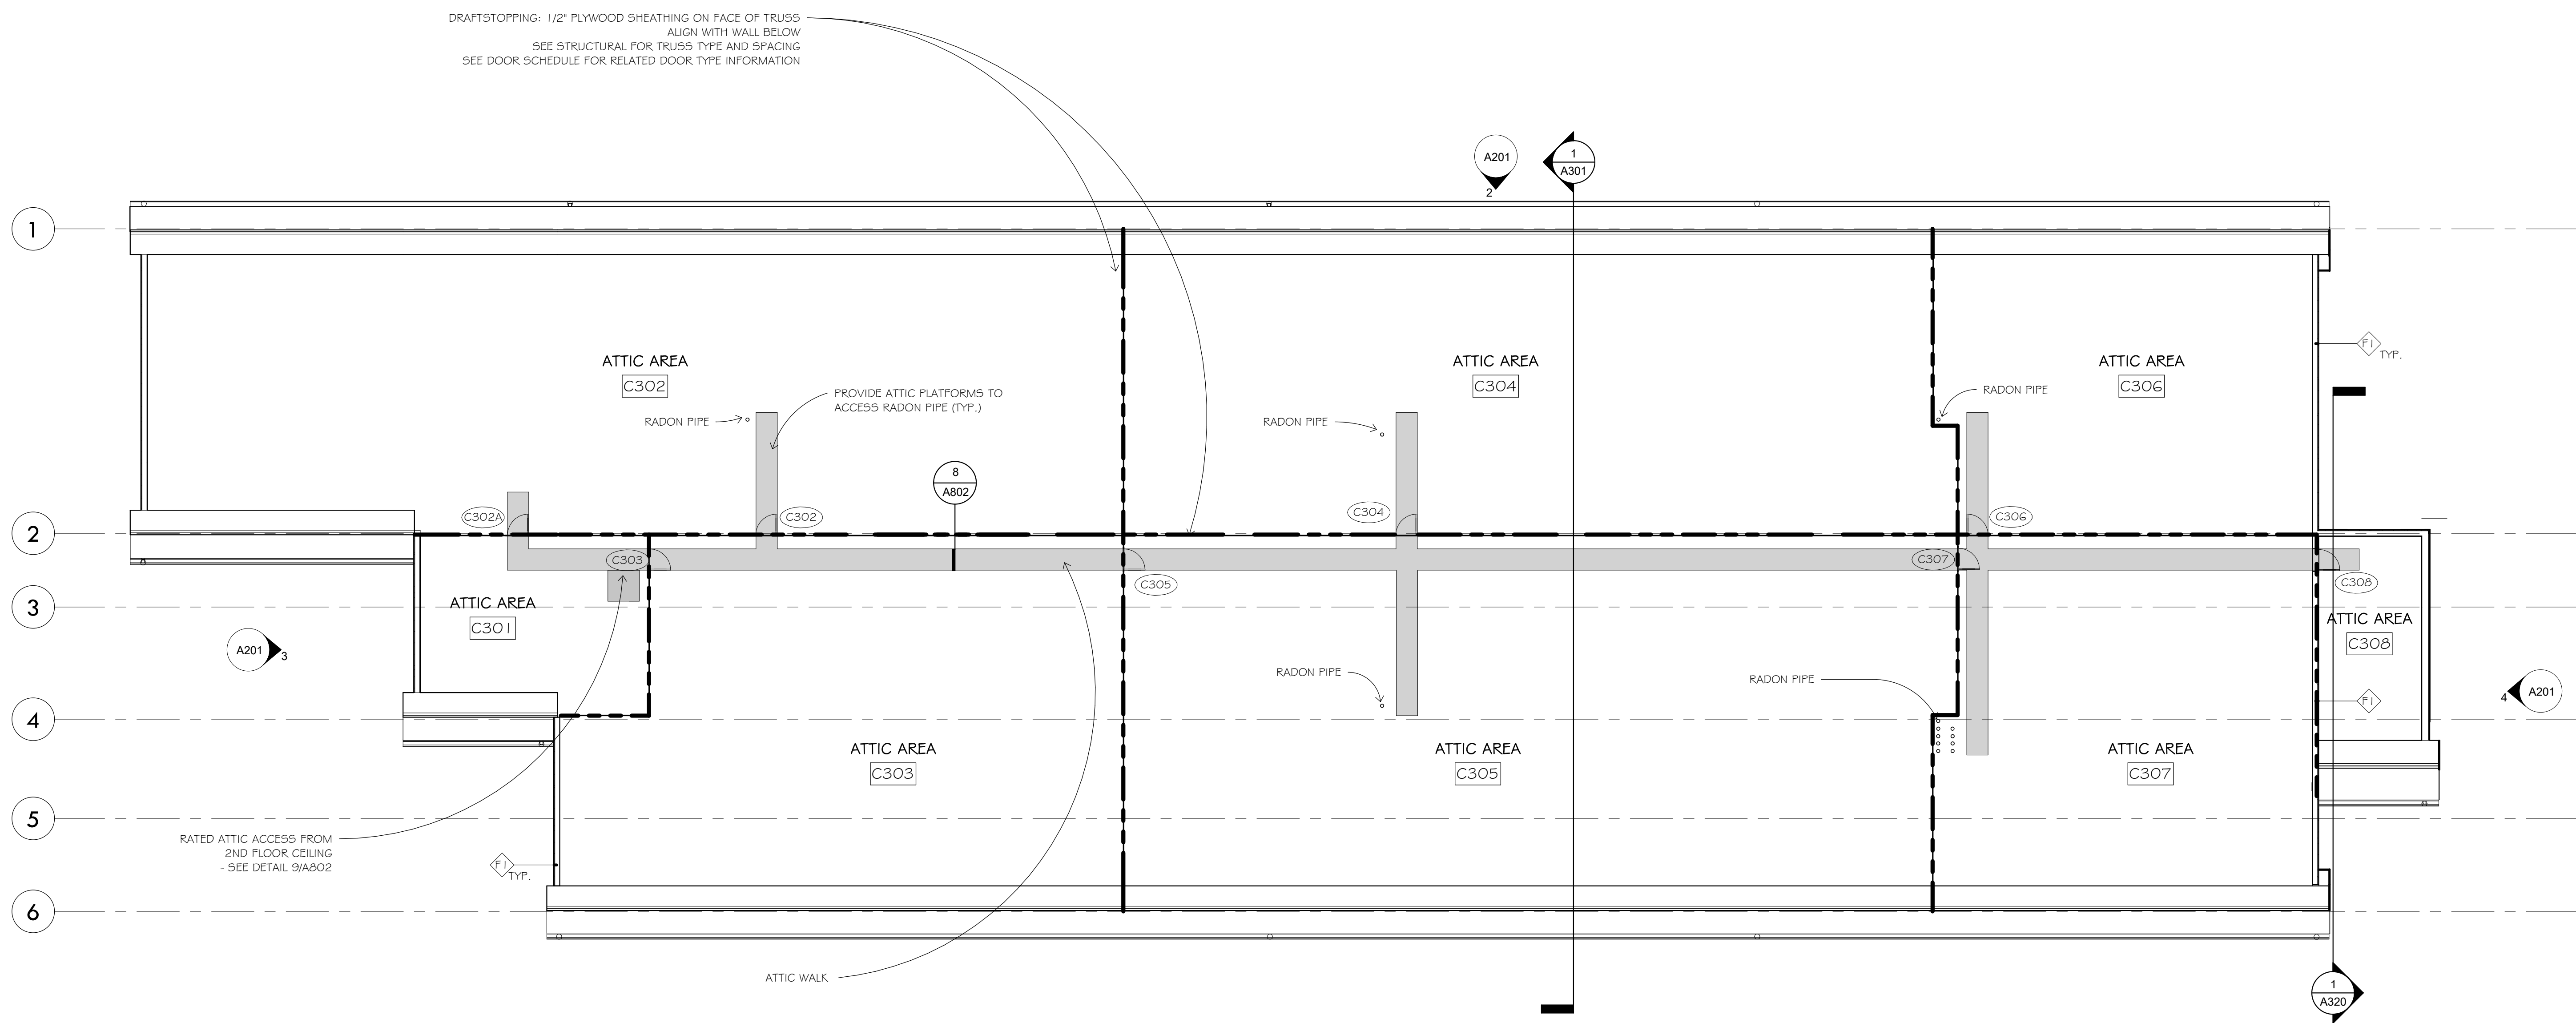 DRAFTSTOPPING: 1/2" PLYWOOD SHEATHING ON FACE OF TRUSS
ALIGN WITH WALL BELOW
SEE STRUCTURAL FOR TRUSS TYPE AND SPACING
SEE DOOR SCHEDULE FOR RELATED DOOR TYPE INFORMATION
A201
2
1
A301
1
ATTIC AREA
C302
ATTIC AREA
C304
ATTIC AREA
C306
F1
TYP.
PROVIDE ATTIC PLATFORMS TO
ACCESS RADON PIPE (TYP.)
RADON PIPE
RADON PIPE
RADON PIPE
8
A802
C302A
C302
C304
C306
2
C303
C305
C307
C308
3
ATTIC AREA
C301
ATTIC AREA
C308
A201
3
RADON PIPE
RADON PIPE
F1
4
A201
4
ATTIC AREA
C303
ATTIC AREA
C305
ATTIC AREA
C307
5
RATED ATTIC ACCESS FROM
2ND FLOOR CEILING
- SEE DETAIL 9/A802
F1
TYP.
6
ATTIC WALK
1
A320